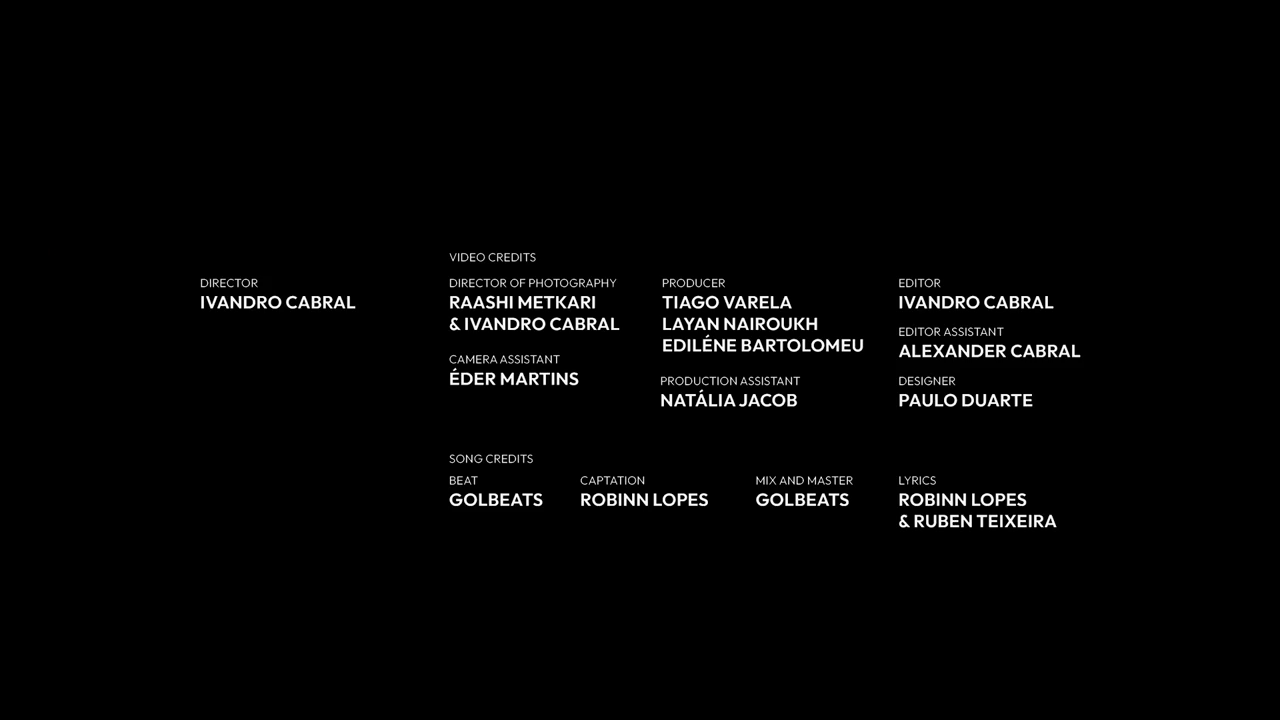 DIRECTOR
IVANDRO CABRAL
VIDEO CREDITS
DIRECTOR OF PHOTOGRAPHY
RAASHI METKARI
& IVANDRO CABRAL
CAMERA ASSISTANT
ÉDER MARTINS
PRODUCER
TIAGO VARELA
LAYAN NAIROUKH
EDILÉNE BARTOLOMEU
PRODUCTION ASSISTANT
NATÁLIA JACOB
EDITOR
IVANDRO CABRAL
EDITOR ASSISTANT
ALEXANDER CABRAL
DESIGNER
PAULO DUARTE
SONG CREDITS
BEAT
GOLBEATS
CAPTATION
ROBINN LOPES
MIX AND MASTER
GOLBEATS
LYRICS
ROBINN LOPES
& RUBEN TEIXEIRA